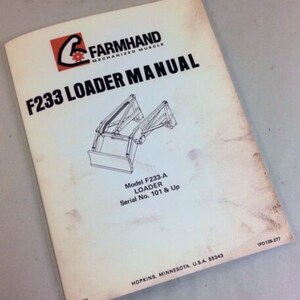 FARMHAND
MECHANIZED MUSCLE
F233 LOADER MANUAL
Model F233-A
LOADER
Serial No. 101 & Up
HOPKINS, MINNESOTA, U.S.A. 55343